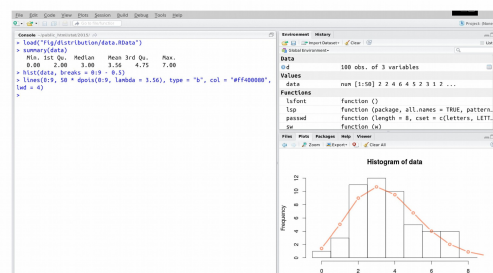 File Edit Code View Plots Session Build Debug Tools Help
Project: 
Console
> load("Fig/distribution/data.RData")
> summary(data)
Min. 1st Qu. Median Mean 3rd Qu. Max.
0.00 2.00 3.00 3.56 4.75 7.00
> hist(data, breaks = 0:9 - 0.5)
> lines(0:9, 50 * dpois(0:9, lambda = 3.56), type = "b", col = "#ff400080",
lwd = 4)
>
Environment History
Import Dataset Clear
Global Environment
Data
d 100 obs. of 3 variables
Values
data num [1:50] 2 2 4 6 4 5 2 3 1 2 ...
Functions
lsfont function ()
lsp function (package, all.names = TRUE, pattern
passwd function (length = 8, cset = c(letters, LETT
sw function (w)
Files Plots Packages Help Viewer
Zoom Export Clear All
Histogram of data
Frequency
0 2 4 6 8 10 12
0 2 4 6 8